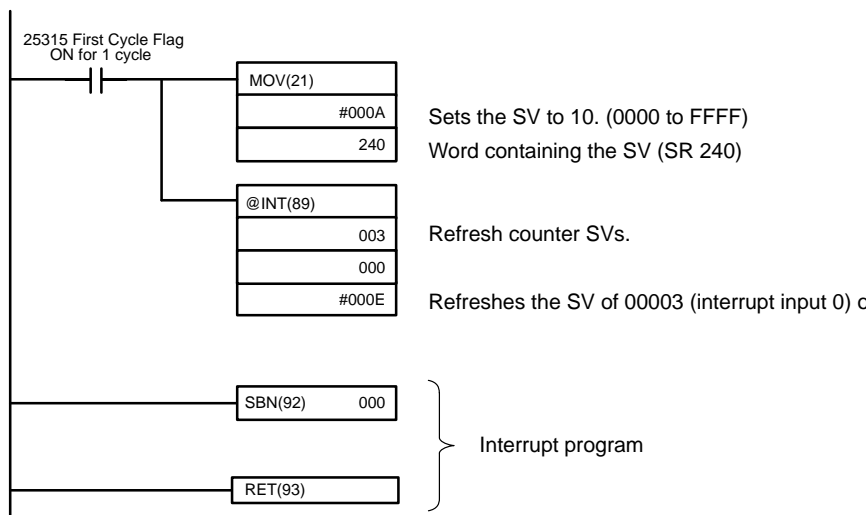 25315 First Cycle Flag
ON for 1 cycle
MOV(21)
#000A
Sets the SV to 10. (0000 to FFFF)
240
Word containing the SV (SR 240)
@INT(89)
003
Refresh counter SVs.
000
#000E
Refreshes the SV of 00003 (interrupt input 0)
SBN(92) 000
Interrupt program
RET(93)